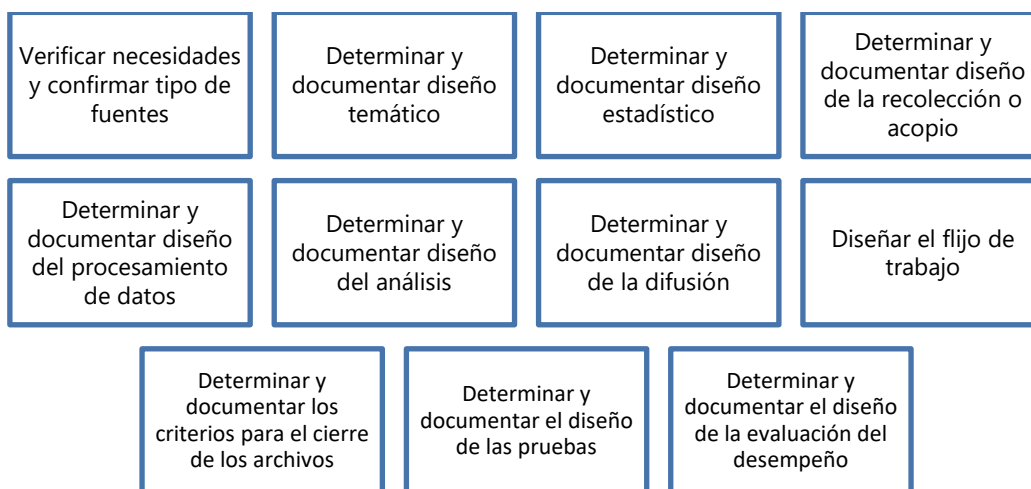 Verificar necesidades
y confirmar tipo de
fuentes
Determinar y
documentar diseño
temático
Determinar y
documentar diseño
estadístico
Determinar y
documentar diseño
de la recolección o
acopio
Determinar y
documentar diseño
del procesamiento
de datos
Determinar y
documentar diseño
del análisis
Determinar y
documentar diseño
de la difusión
Diseñar el flijo de
trabajo
Determinar y
documentar los
criterios para el cierre
de los archivos
Determinar y
documentar el diseño
de las pruebas
Determinar y
documentar el diseño
de la evaluación del
desempeño